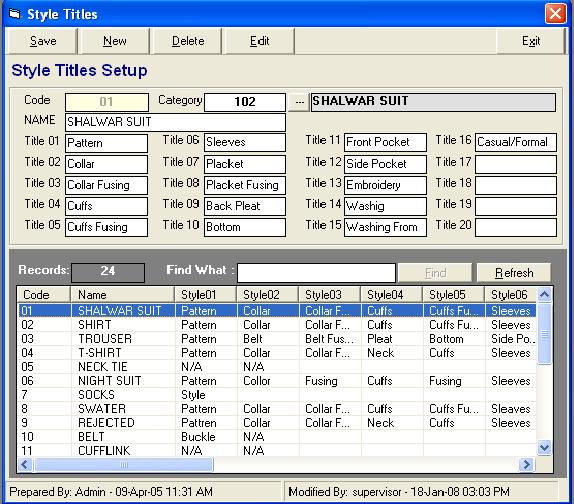 Style Titles
Save New Delete Edit Exit
Style Titles Setup
Code 01 Category 102 ... SHALWAR SUIT
NAME SHALWAR SUIT
Title 01 Pattern Title 06 Sleeves Title 11 Front Pocket Title 16 Casual/Formal
Title 02 Collar Title 07 Placket Title 12 Side Pocket Title 17
Title 03 Collar Fusing Title 08 Placket Fusing Title 13 Embroidery Title 18
Title 04 Cuffs Title 09 Back Pleat Title 14 Washig Title 19
Title 05 Cuffs Fusing Title 10 Bottom Title 15 Washing From Title 20
Records: 24 Find What : Find Refresh
Code Name Style01 Style02 Style03 Style04 Style05 Style06
01 SHALWAR SUIT Pattern Collar Collar F... Cuffs Cuffs Fu... Sleeves
02 SHIRT Pattern Collar Collar F... Cuffs Cuffs Fu... Sleeves
03 TROUSER Pattern Belt Belt Fus... Pleat Bottom Side Po...
04 T-SHIRT Pattern Collar Collar F... Neck Cuffs Sleeves
05 NECK TIE N/A N/A
06 NIGHT SUIT Pattern Collor Fusing Cuffs Fusing Sleeves
7 SOCKS Style
8 SWATER Pattren Collar Collar F... Cuffs Cuffs Fu... Sleaves
9 REJECTED Pattren Collar Collar F... Neck Cuffs Sleeves
10 BELT Buckle N/A
11 CUFFLINK N/A N/A
Prepared By: Admin - 09-Apr-05 11:31 AM Modified By: supervisor - 18-Jan-08 03:03 PM